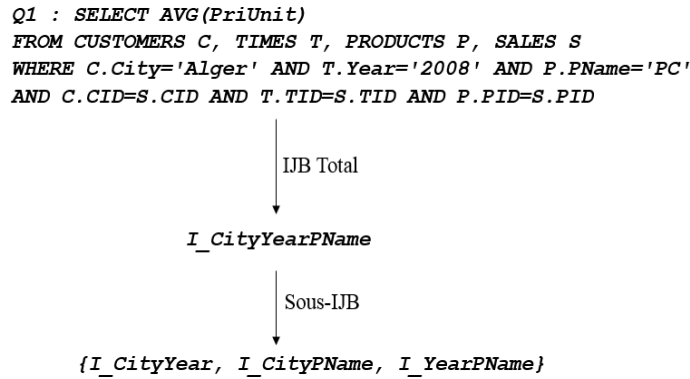 Q1 : SELECT AVG(PriUnit)
FROM CUSTOMERS C, TIMES T, PRODUCTS P, SALES S
WHERE C.City='Alger' AND T.Year='2008' AND P.PName='PC'
AND C.CID=S.CID AND T.TID=S.TID AND P.PID=S.PID
IJB Total
I_CityYearPName
Sous-IJB
{I_CityYear, I_CityPName, I_YearPName}